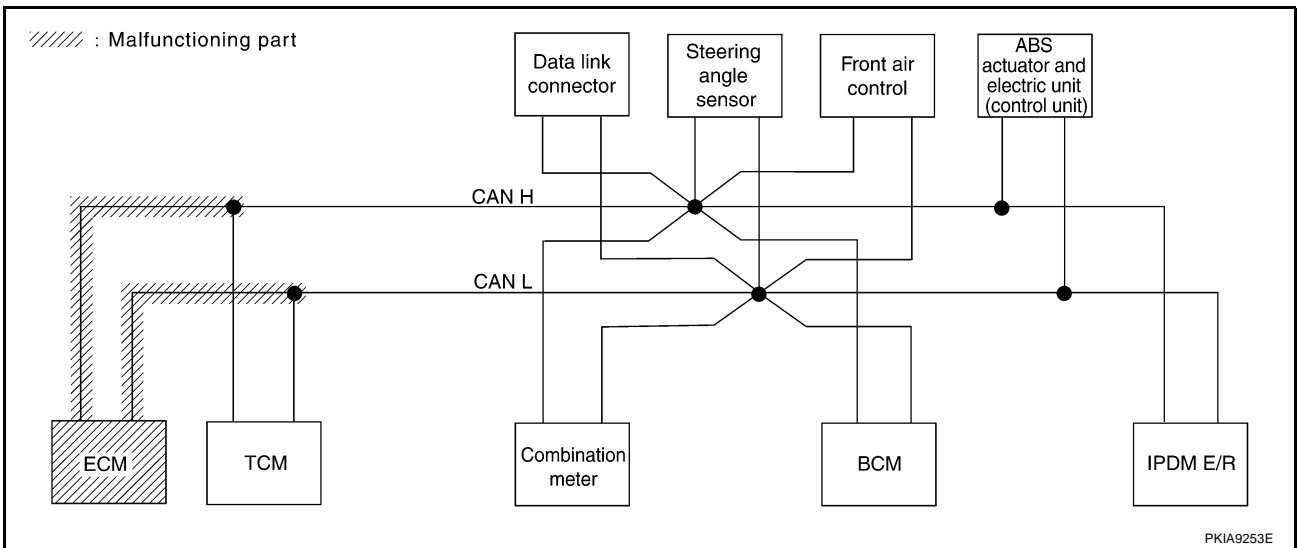 : Malfunctioning part
Data link
connector
Steering
angle
sensor
Front air
control
ABS
actuator and
electric unit
(control unit)
CAN H
CAN L
ECM
TCM
Combination
meter
BCM
IPDM E/R
PKIA9253E